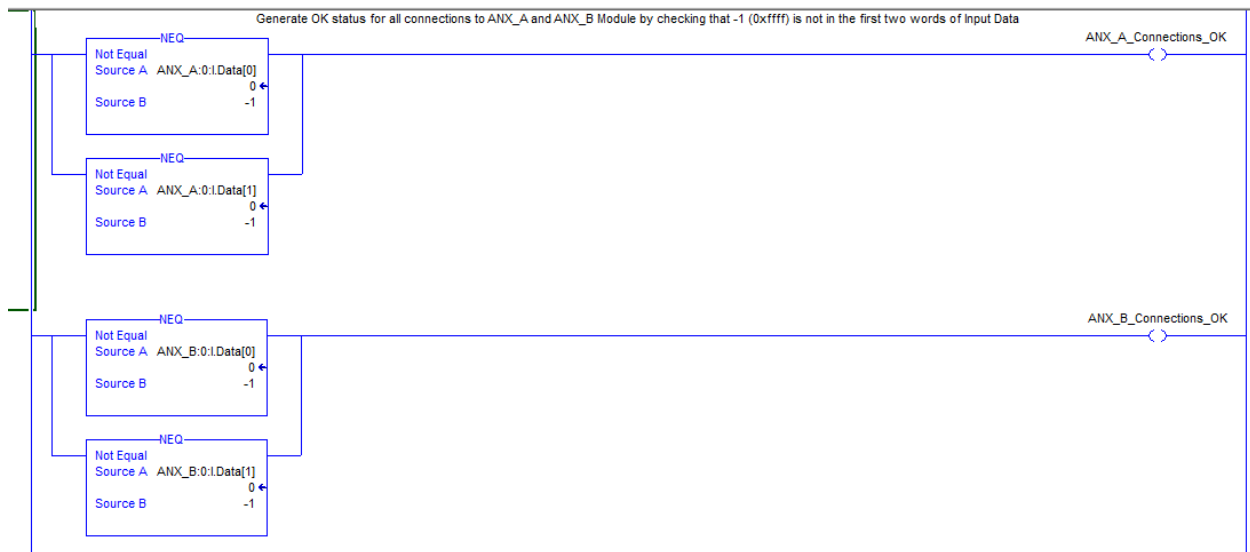 Generate OK status for all connections to ANX_A and ANX_B Module by checking that -1 (0xffff) is not in the first two words of Input Data
NEQ
ANX_A_Connections_OK
Not Equal
Source A ANX_A:0:I.Data[0]
0
Source B -1
NEQ
Not Equal
Source A ANX_A:0:I.Data[1]
0
Source B -1
NEQ
ANX_B_Connections_OK
Not Equal
Source A ANX_B:0:I.Data[0]
0
Source B -1
NEQ
Not Equal
Source A ANX_B:0:I.Data[1]
0
Source B -1